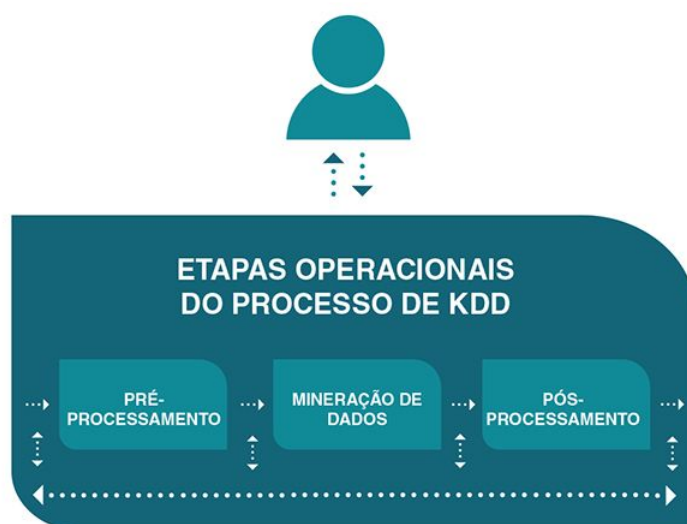 ETAPAS OPERACIONAIS
DO PROCESSO DE KDD
PRÉ-
PROCESSAMENTO
MINERAÇÃO DE
DADOS
PÓS-
PROCESSAMENTO